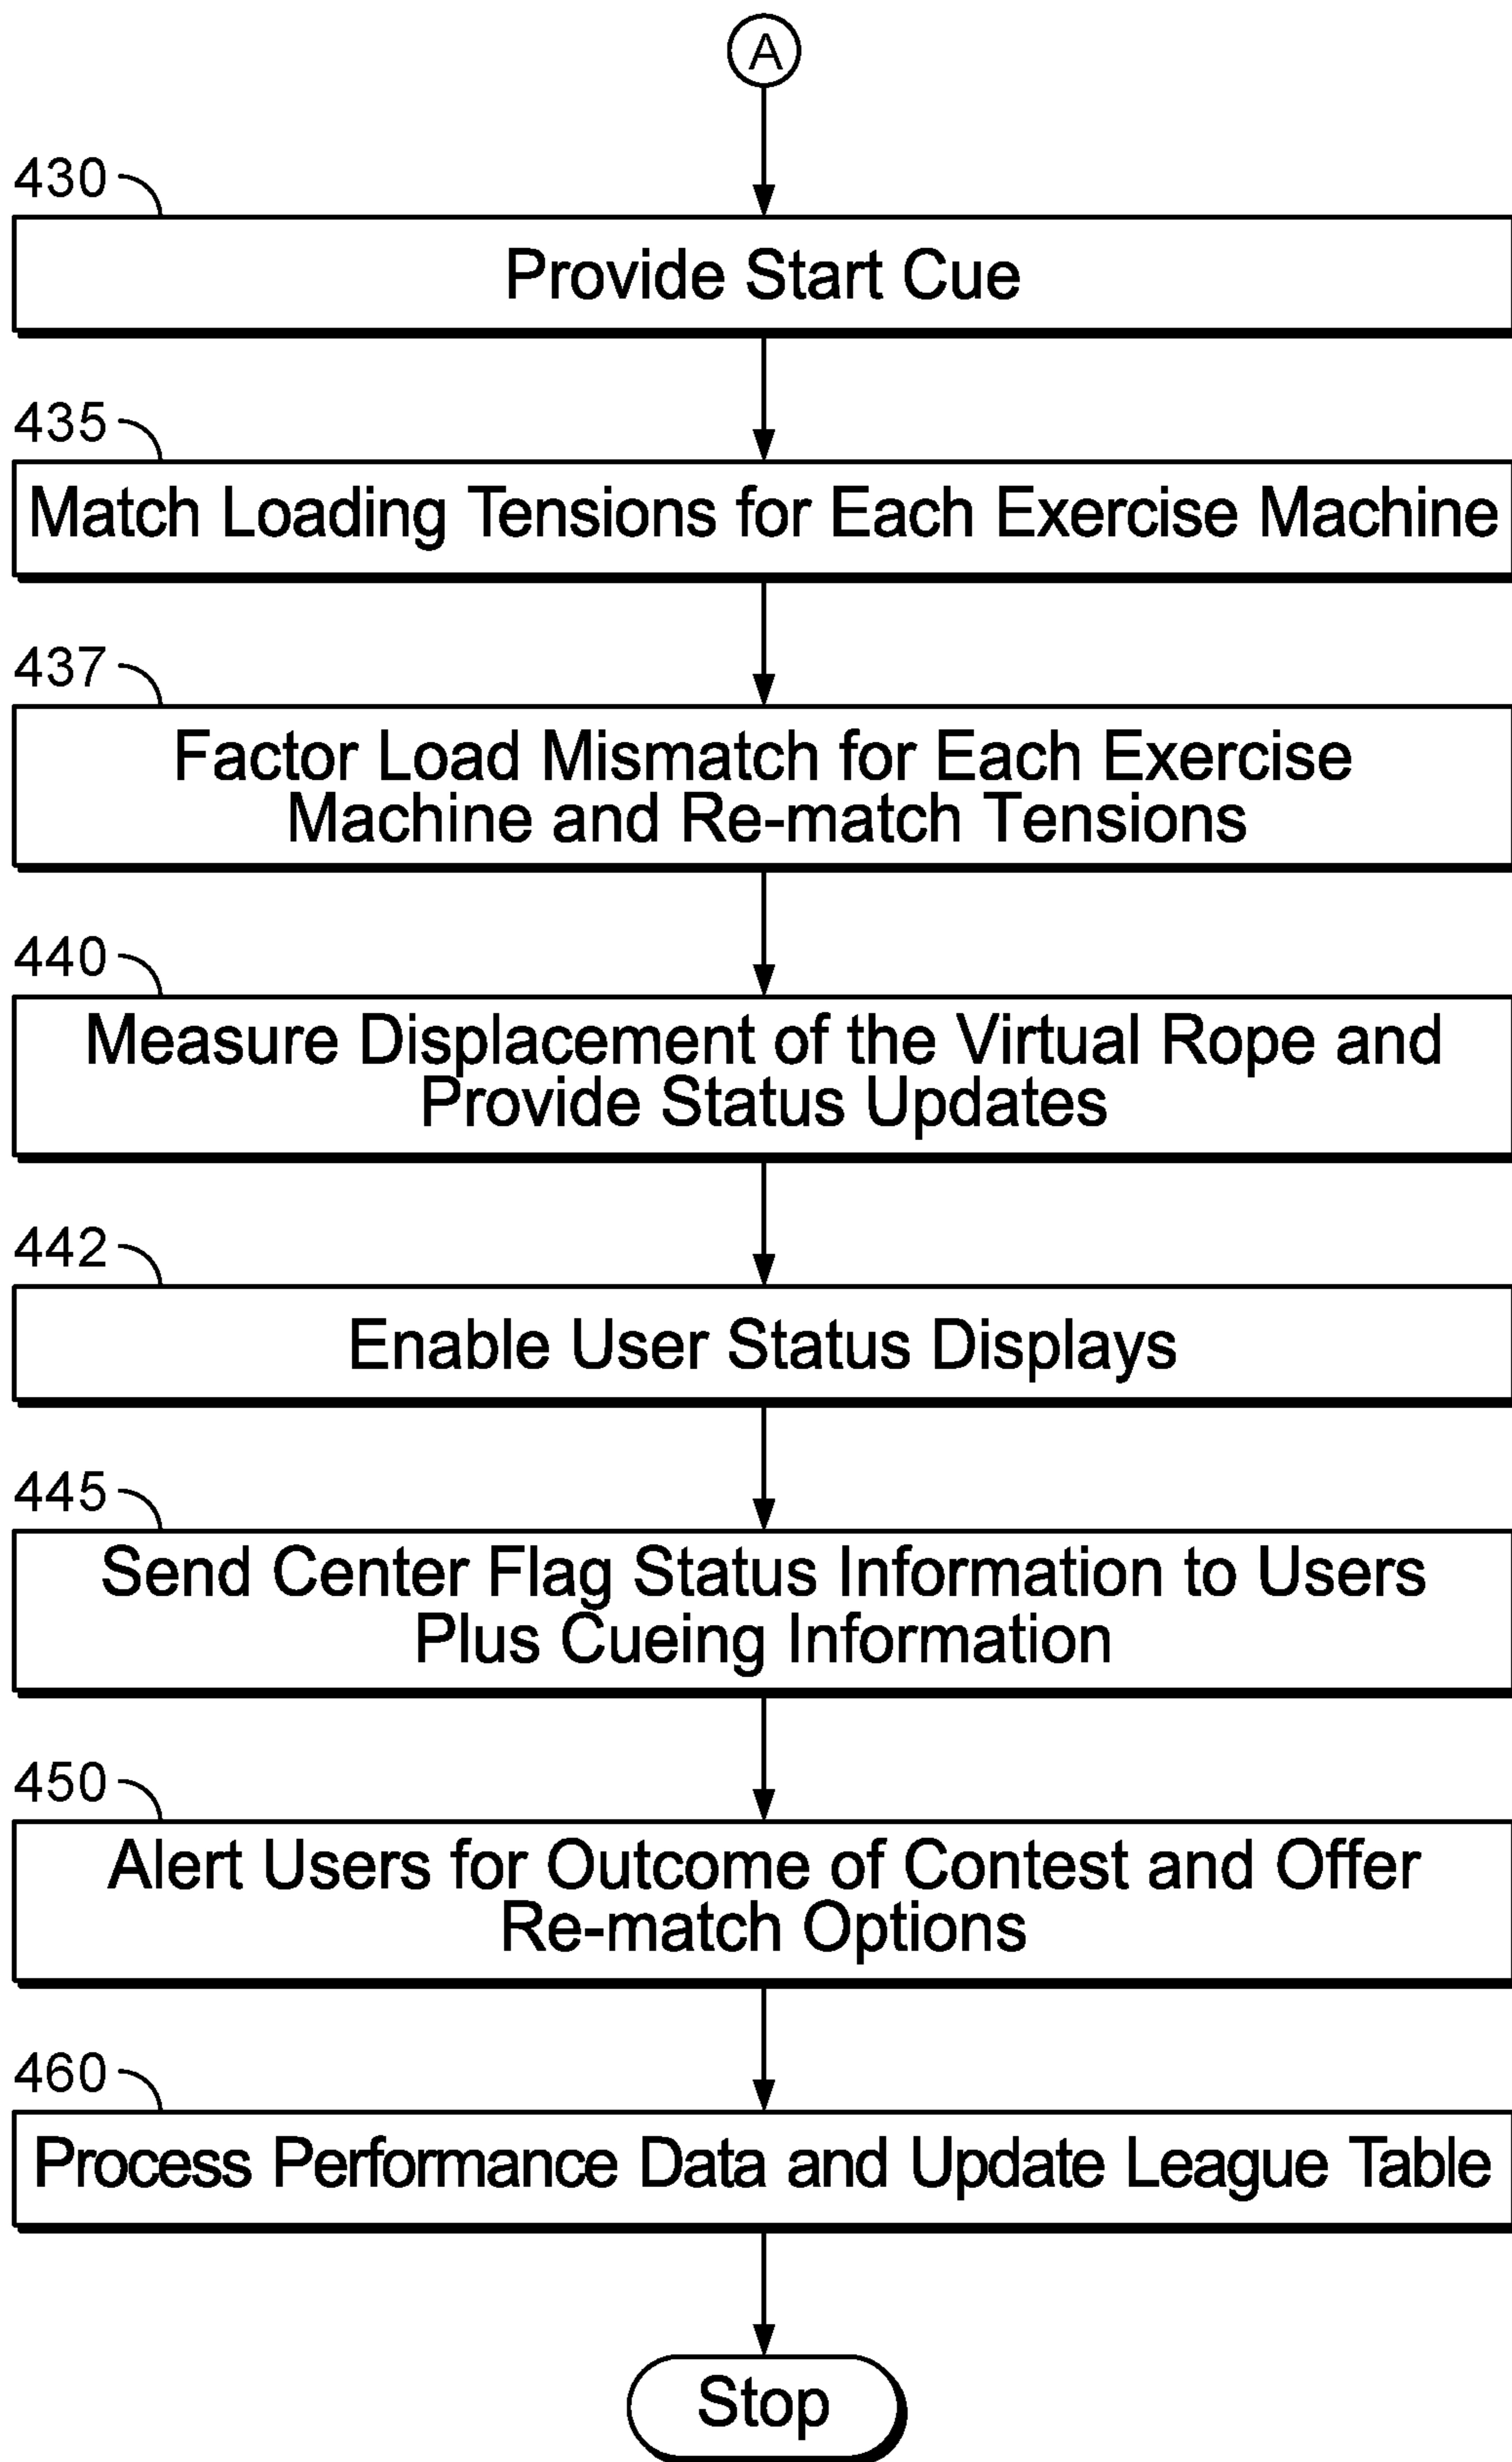 A
430
Provide Start Cue
435
Match Loading Tensions for Each Exercise Machine
437
Factor Load Mismatch for Each Exercise
Machine and Re-match Tensions
440
Measure Displacement of the Virtual Rope and
Provide Status Updates
442
Enable User Status Displays
445
Send Center Flag Status Information to Users
Plus Cueing Information
450
Alert Users for Outcome of Contest and Offer
Re-match Options
460
Process Performance Data and Update League Table
Stop